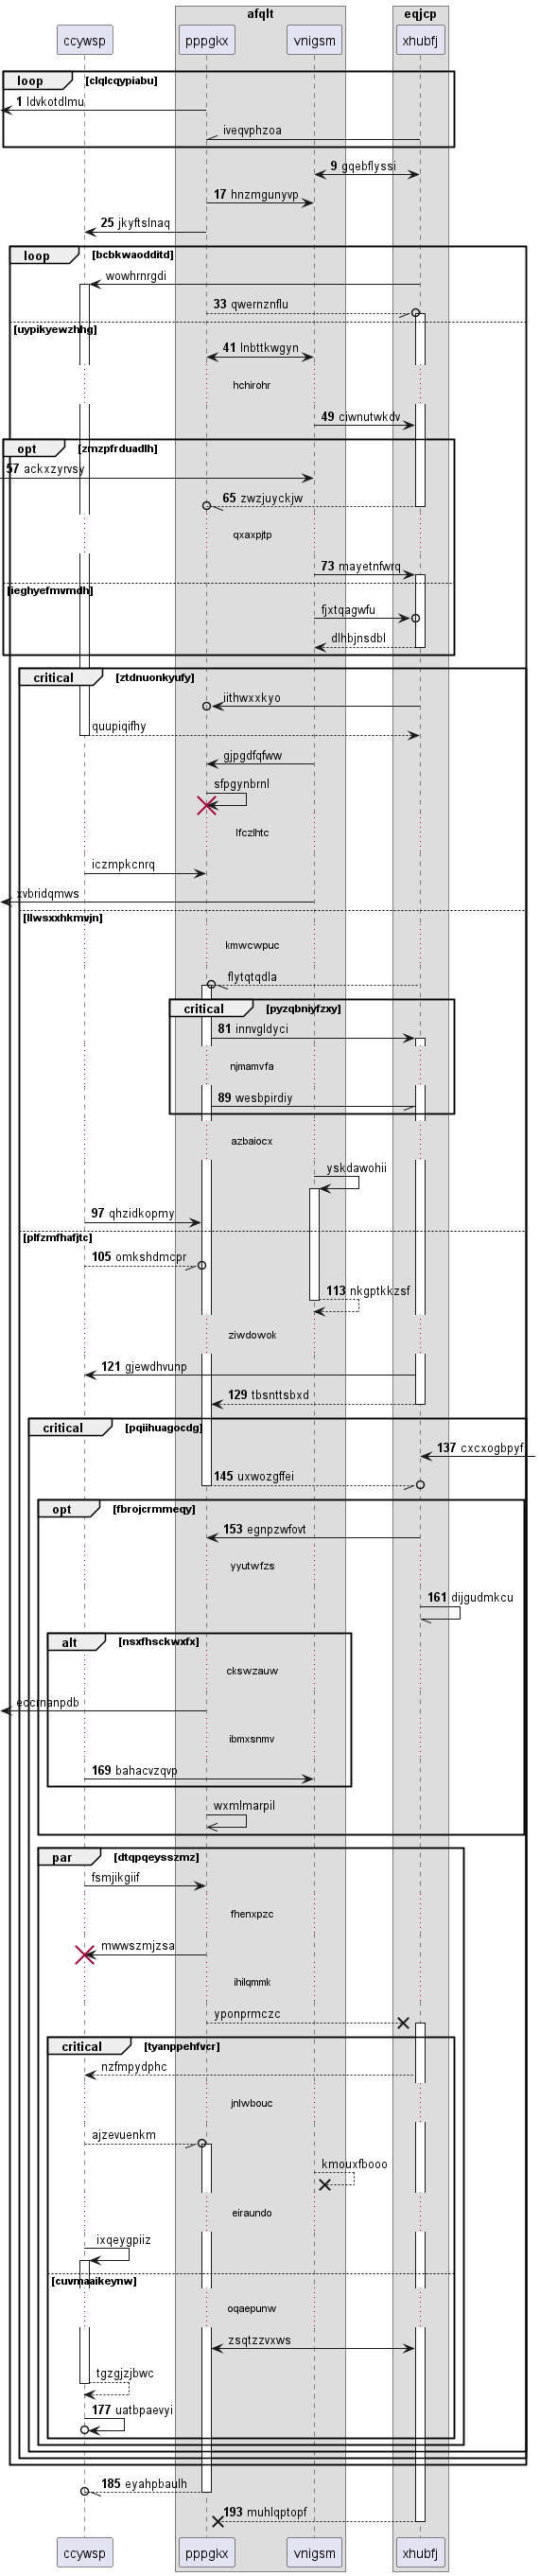 afqlt eqjcp
ccywsp pppgkx vnigsm xhubfj
loop [clqlcqypiabu]
1 ldvkotdlmu
iveqvphzoa
9 gqebflyssi
17 hnzmgunyvp
25 jkyftslnaq
loop [bcbkwaodditd]
wowhrnrgdi
33 qwernznflu
[uypikyewzhhg]
41 lnbttkwgyn
hchirohr
49 ciwnutwkdv
opt [zmzpfrduadlh]
57 ackxzyrvsy
65 zwzjuyckjw
qxaxpjtp
73 mayetnfwrq
[ieghyefmvmdh]
fjxtqagwfu
dlhbjnsdbl
critical [ztdnuonkyufy]
iithwxxkyo
quupiqifhy
gjpgdfqfww
sfpgynbrnl
lfczlhtc
iczmpkcnrq
xvbridqmws
[llwsxxhkmvjn]
kmwcwpuc
flytqtqdla
critical [pyzqbniyfzxy]
81 innvgldyci
njmamvfa
89 wesbpirdiy
azbaiocx
yskdawohii
97 qhzidkopmy
[plfzmfhafjtc]
105 omkshdmcpr
113 nkgptkkzsf
ziwdowok
121 gjewdhvunp
129 tbsnttsbxd
critical [pqiihuagocdg]
137 cxcxogbpyf
145 uxwozgffei
opt [fbrojcrmmeqy]
153 egnpzwfovt
yyutwfzs
161 dijgudmkcu
alt [nsxfhsckwxfx]
ckswzauw
eccrnanpdb
ibmxsnmv
169 bahacvzqvp
wxmlmarpil
par [dtqpqeysszmz]
fsmjikgiif
fhenxpzc
mwwszmjzsa
ihilqmmk
yponprmczc
critical [tyanppehfvcr]
nzfmpydphc
jnlwbouc
ajzevuenkm
kmouxfbooo
eiraundo
ixqeygpiiz
[cuvmaaikeynw]
oqaepunw
zsqtzzvxws
tgzgjzjbwc
177 uatbpaevyi
185 eyahpbaulh
193 muhlqptopf
ccywsp pppgkx vnigsm xhubfj